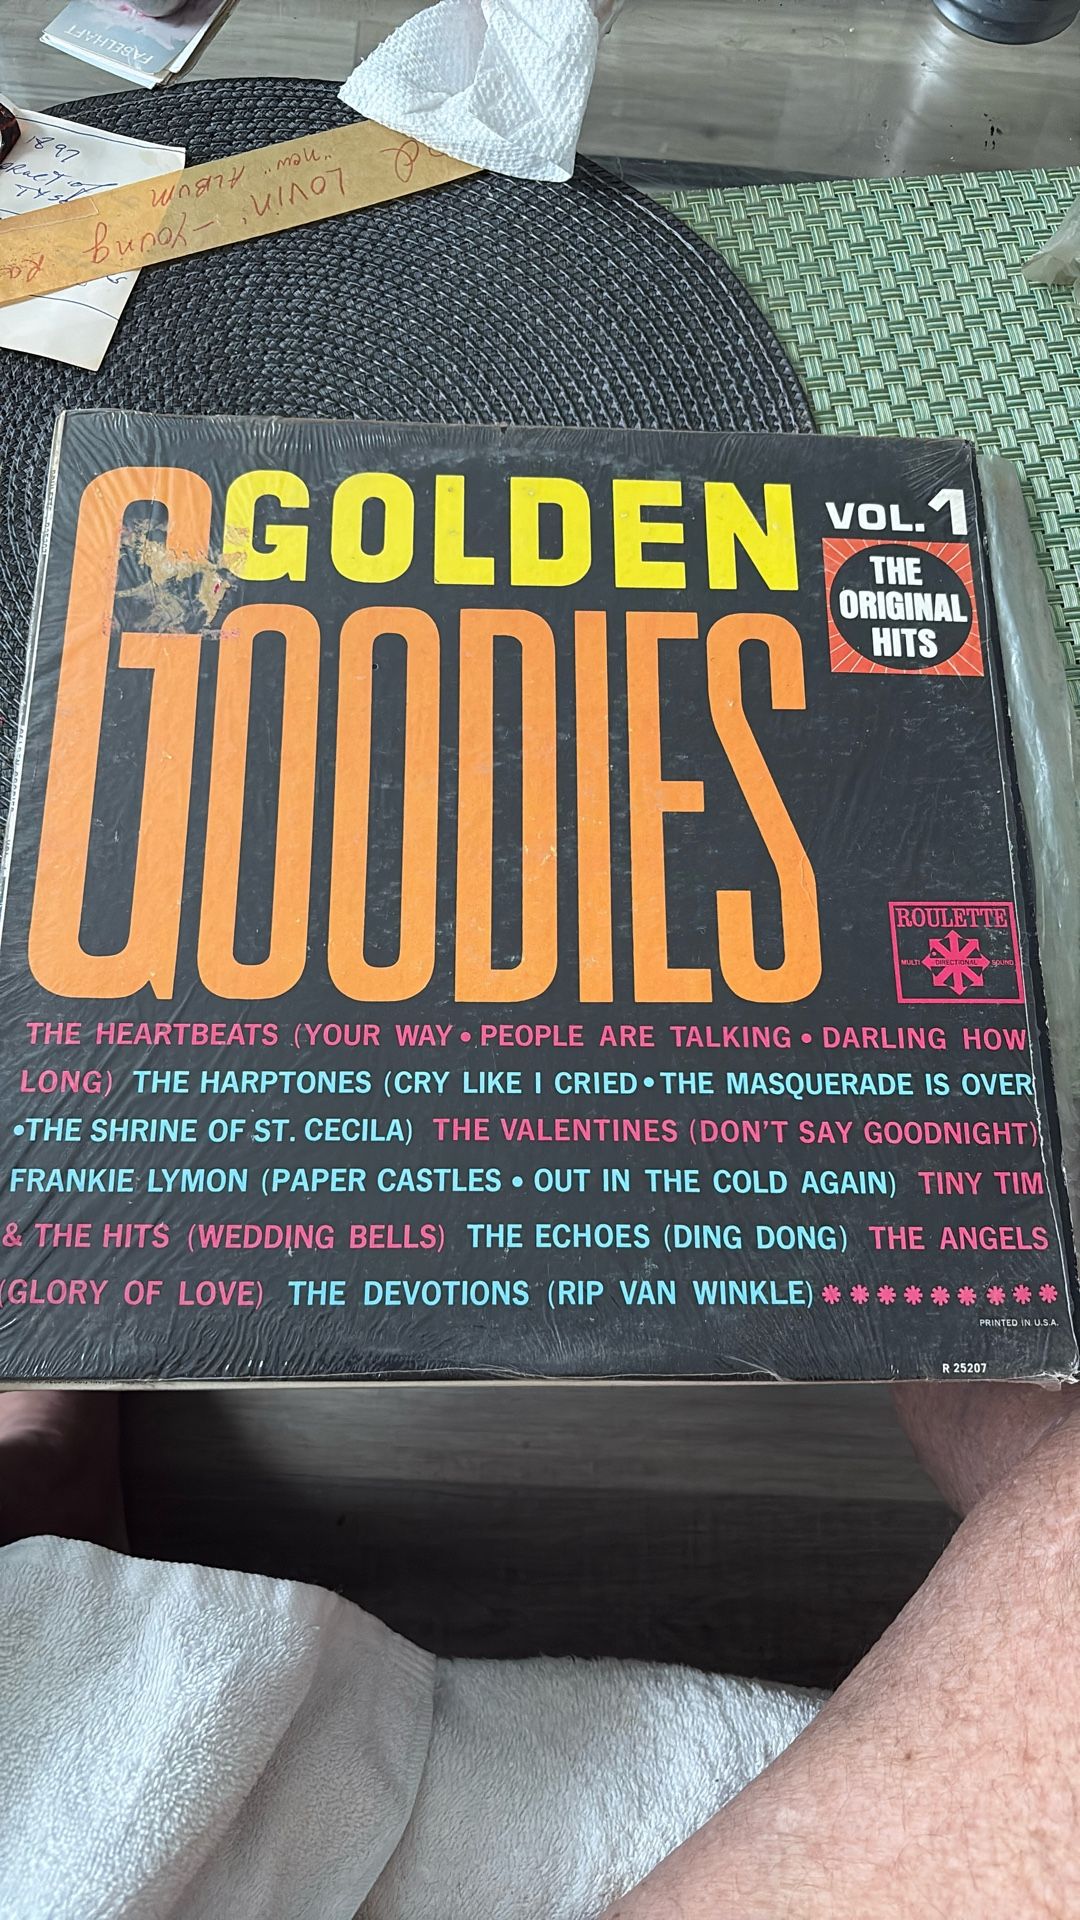 FABELHAFT
1897
"new" ALBUM
LOVIN' - Young
GOLDEN
GOODIES
VOL.1
THE
ORIGINAL
HITS
ROULETTE
MULTI DIRECTIONAL SOUND
THE HEARTBEATS (YOUR WAY • PEOPLE ARE TALKING • DARLING HOW
LONG) THE HARPTONES (CRY LIKE I CRIED • THE MASQUERADE IS OVER
•THE SHRINE OF ST. CECILA) THE VALENTINES (DON'T SAY GOODNIGHT)
FRANKIE LYMON (PAPER CASTLES • OUT IN THE COLD AGAIN) TINY TIM
& THE HITS (WEDDING BELLS) THE ECHOES (DING DONG) THE ANGELS
(GLORY OF LOVE) THE DEVOTIONS (RIP VAN WINKLE) * * * * * * * * *
PRINTED IN U.S.A.
R 25207